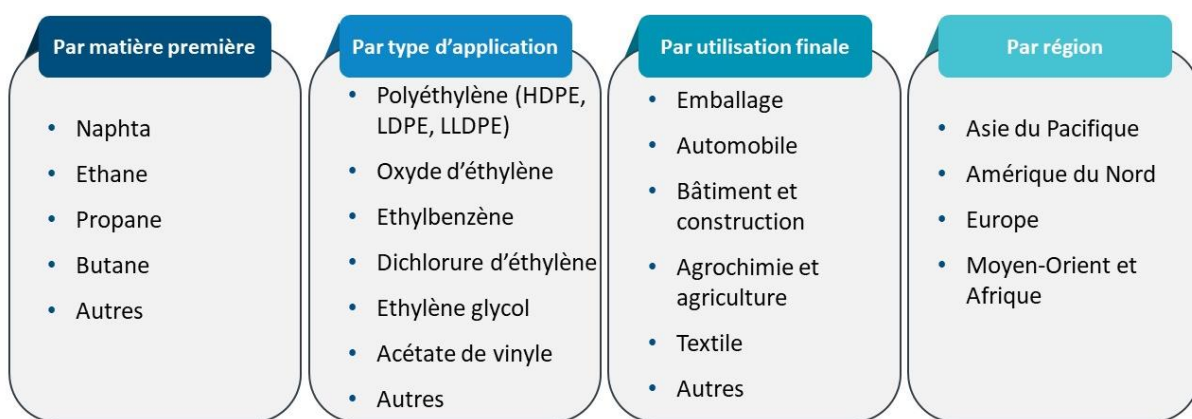 Par matière première
• Naphta
• Ethane
• Propane
• Butane
• Autres
Par type d’application
• Polyéthylène (HDPE,
LDPE, LLDPE)
• Oxyde d’éthylène
• Ethylbenzène
• Dichlorure d’éthylène
• Ethylène glycol
• Acétate de vinyle
• Autres
Par utilisation finale
• Emballage
• Automobile
• Bâtiment et
construction
• Agrochimie et
agriculture
• Textile
• Autres
Par région
• Asie du Pacifique
• Amérique du Nord
• Europe
• Moyen-Orient et
Afrique